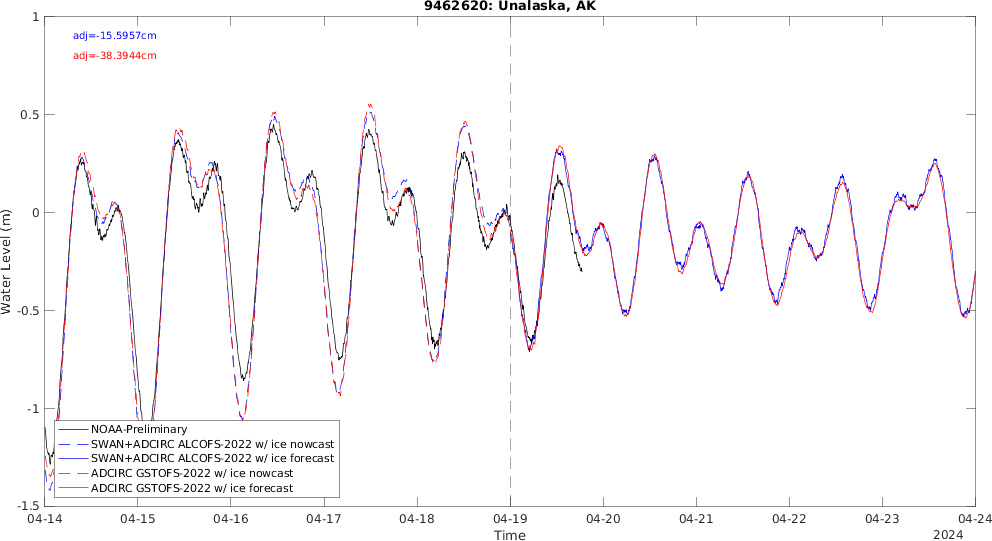 9462620: Unalaska, AK
adj=-15.5957cm
adj=-38.3944cm
Water Level (m)
1
0.5
0
-0.5
-1
-1.5
NOAA-Preliminary
SWAN+ADCIRC ALCOFS-2022 w/ ice nowcast
SWAN+ADCIRC ALCOFS-2022 w/ ice forecast
ADCIRC GSTOFS-2022 w/ ice nowcast
ADCIRC GSTOFS-2022 w/ ice forecast
04-14 04-15 04-16 04-17 04-18 04-19 04-20 04-21 04-22 04-23 04-24
Time
2024